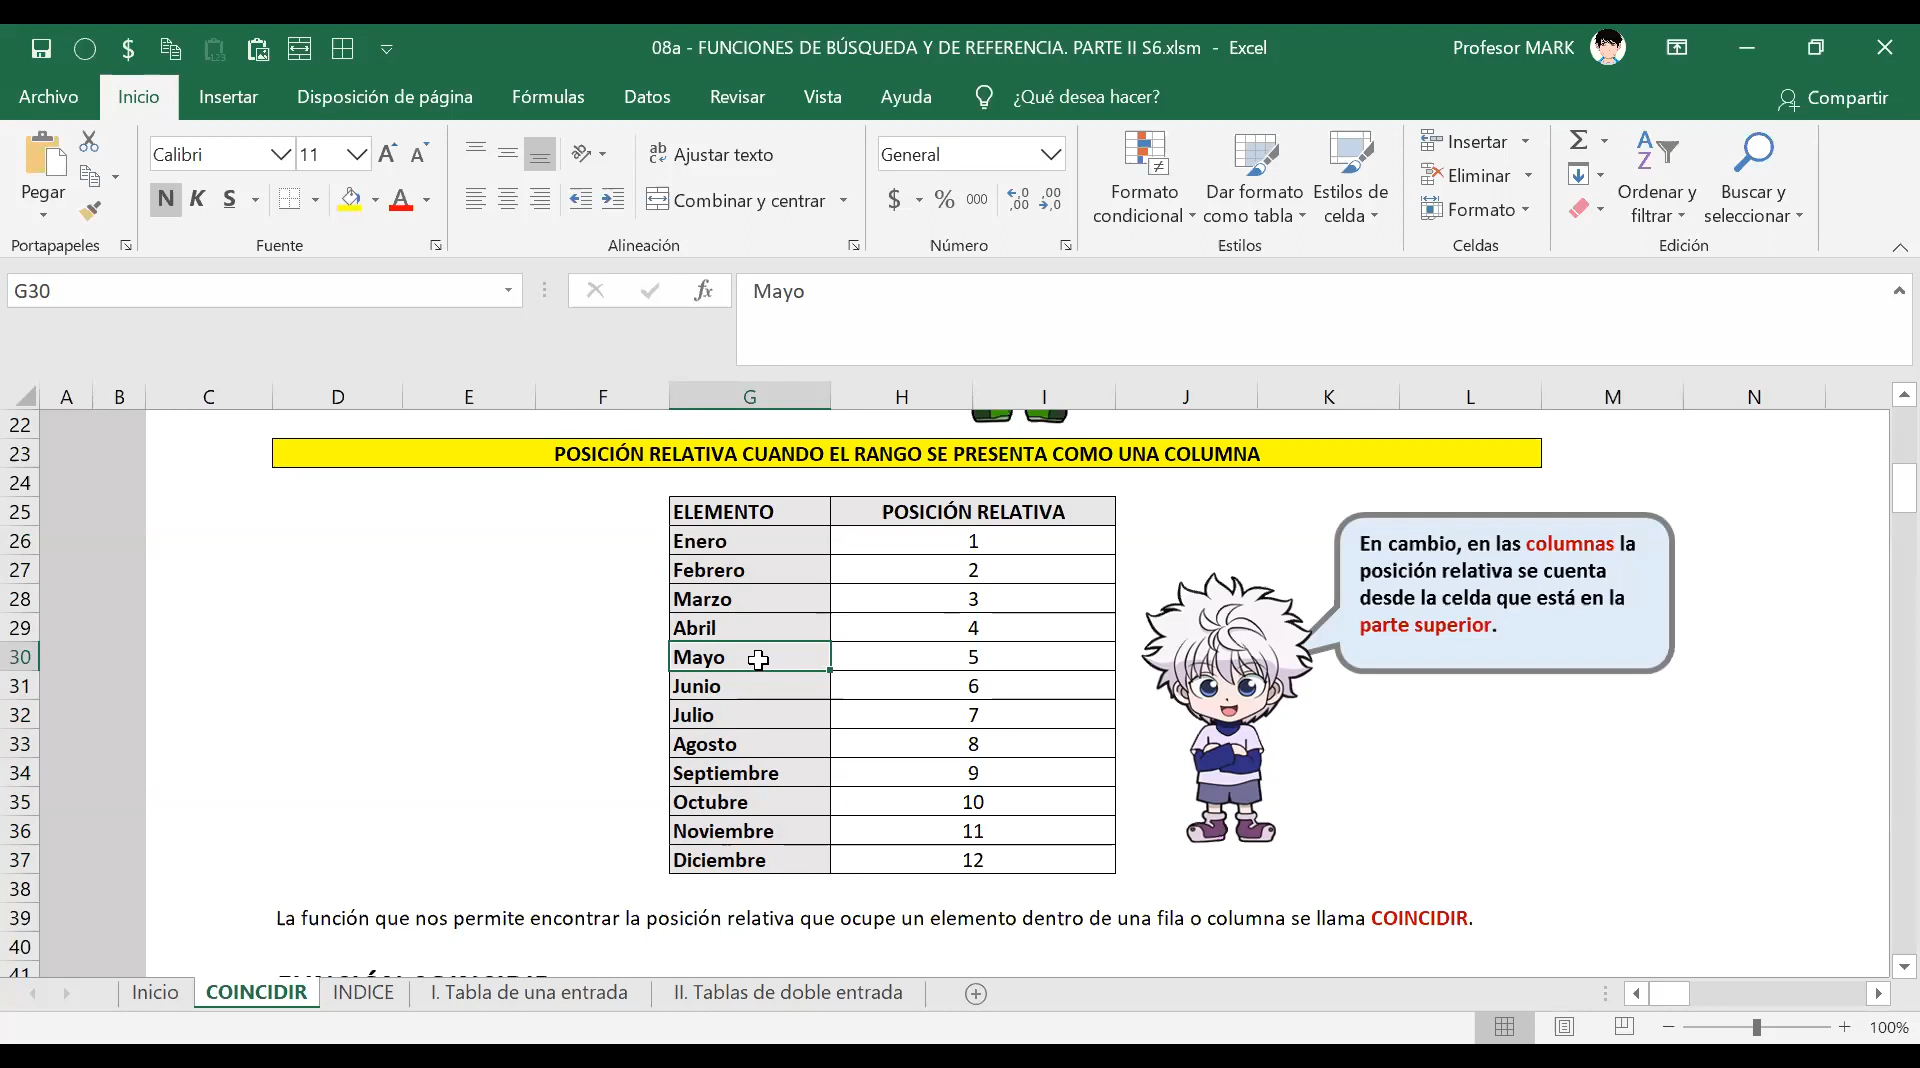 08a - FUNCIONES DE BÚSQUEDA Y DE REFERENCIA. PARTE II S6.xlsm - Excel
Profesor MARK
Archivo Inicio Insertar Disposición de página Fórmulas Datos Revisar Vista Ayuda ¿Qué desea hacer? Compartir
Calibri 11 Ajustar texto General Insertar
Pegar N K S Combinar y centrar $ % 000 Formato condicional Dar formato como tabla Estilos de celda Eliminar Formato Ordenar y filtrar Buscar y seleccionar
Portapapeles Fuente Alineación Número Estilos Celdas Edición
G30 fx Mayo
A B C D E F G H I J K L M N
22
23 POSICIÓN RELATIVA CUANDO EL RANGO SE PRESENTA COMO UNA COLUMNA
24
25 ELEMENTO POSICIÓN RELATIVA
26 Enero 1
27 Febrero 2
28 Marzo 3
29 Abril 4
30 Mayo 5
31 Junio 6
32 Julio 7
33 Agosto 8
34 Septiembre 9
35 Octubre 10
36 Noviembre 11
37 Diciembre 12
En cambio, en las columnas la
posición relativa se cuenta
desde la celda que está en la
parte superior.
38
39 La función que nos permite encontrar la posición relativa que ocupe un elemento dentro de una fila o columna se llama COINCIDIR.
40
41
Inicio COINCIDIR INDICE I. Tabla de una entrada II. Tablas de doble entrada
100%